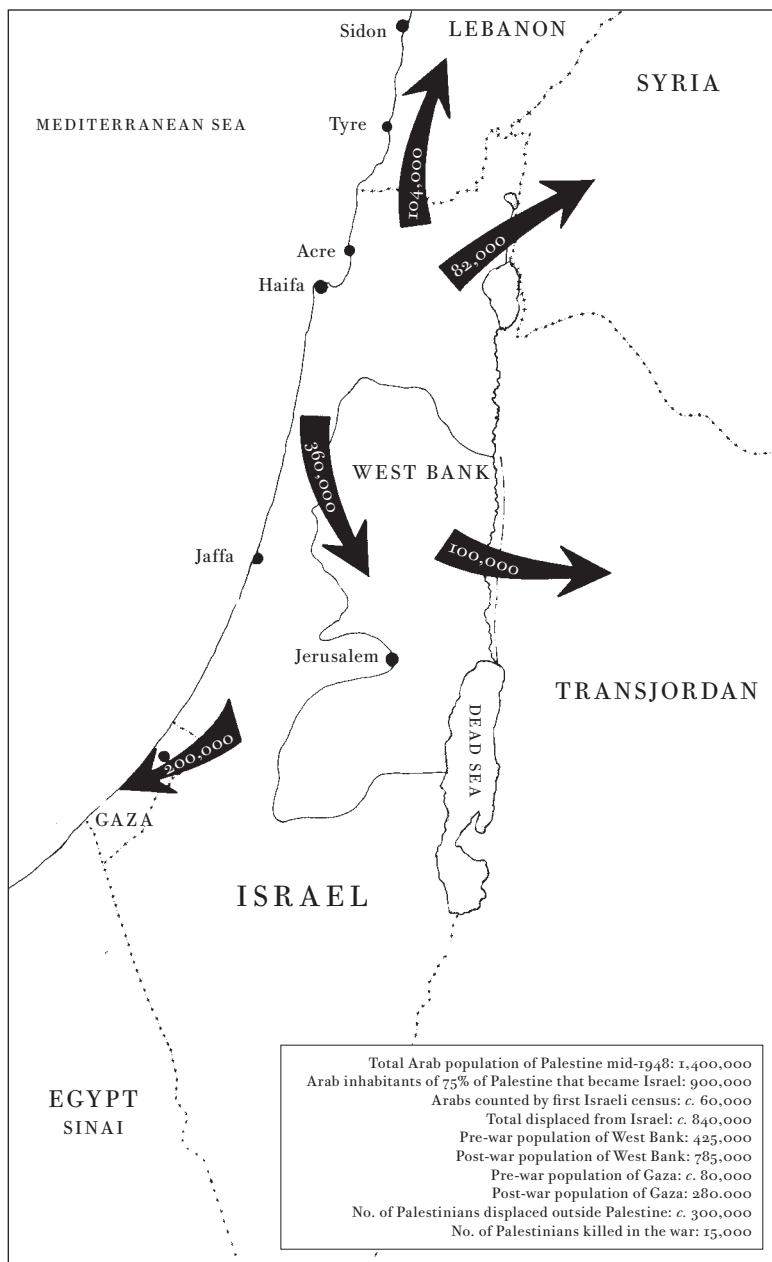 Sidon
LEBANON
SYRIA
MEDITERRANEAN SEA
Tyre
104,000
Acre
82,000
Haifa
360,000
WEST BANK
Jaffa
100,000
Jerusalem
TRANSJORDAN
DEAD SEA
200,000
GAZA
ISRAEL
EGYPT
SINAI
Total Arab population of Palestine mid-1948: 1,400,000
Arab inhabitants of 75% of Palestine that became Israel: 900,000
Arabs counted by first Israeli census: c. 60,000
Total displaced from Israel: c. 840,000
Pre-war population of West Bank: 425,000
Post-war population of West Bank: 785,000
Pre-war population of Gaza: c. 80,000
Post-war population of Gaza: 280.000
No. of Palestinians displaced outside Palestine: c. 300,000
No. of Palestinians killed in the war: 15,000